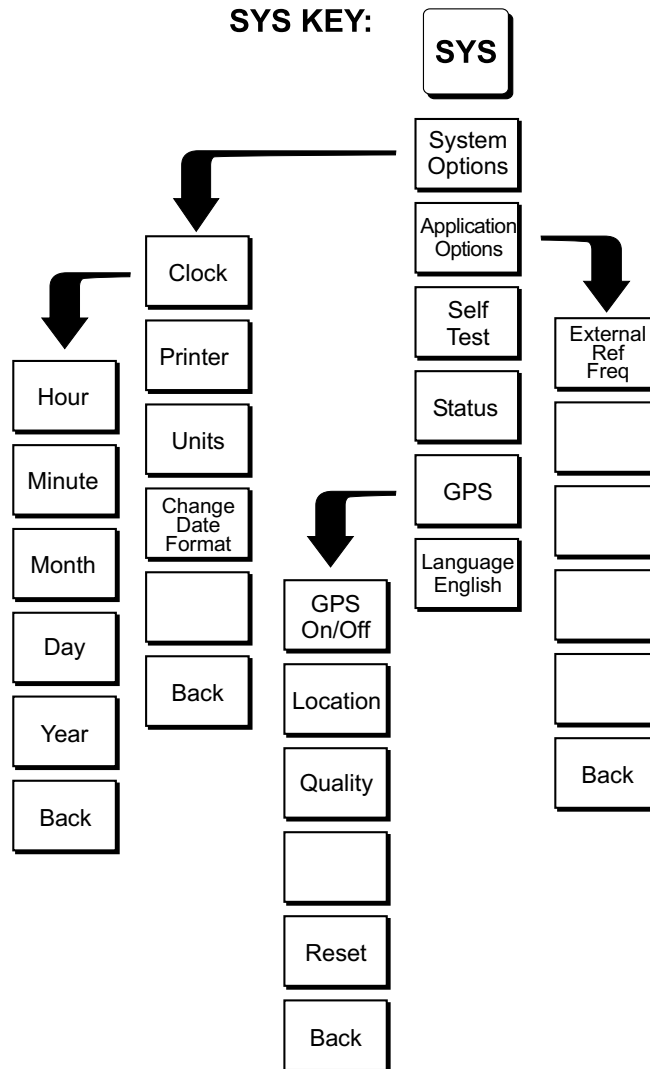 SYS KEY:
SYS
System
Options
Application
Options
Self
Test
Status
GPS
Language
English
Clock
Printer
Units
Change
Date
Format
Back
Hour
Minute
Month
Day
Year
Back
GPS
On/Off
Location
Quality
Reset
Back
External
Ref
Freq
Back